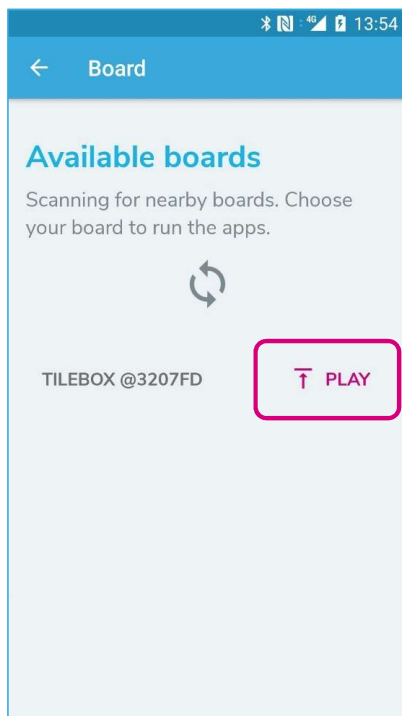 4G 13:54
Board
Available boards
Scanning for nearby boards. Choose
your board to run the apps.
TILEBOX @3207FD PLAY